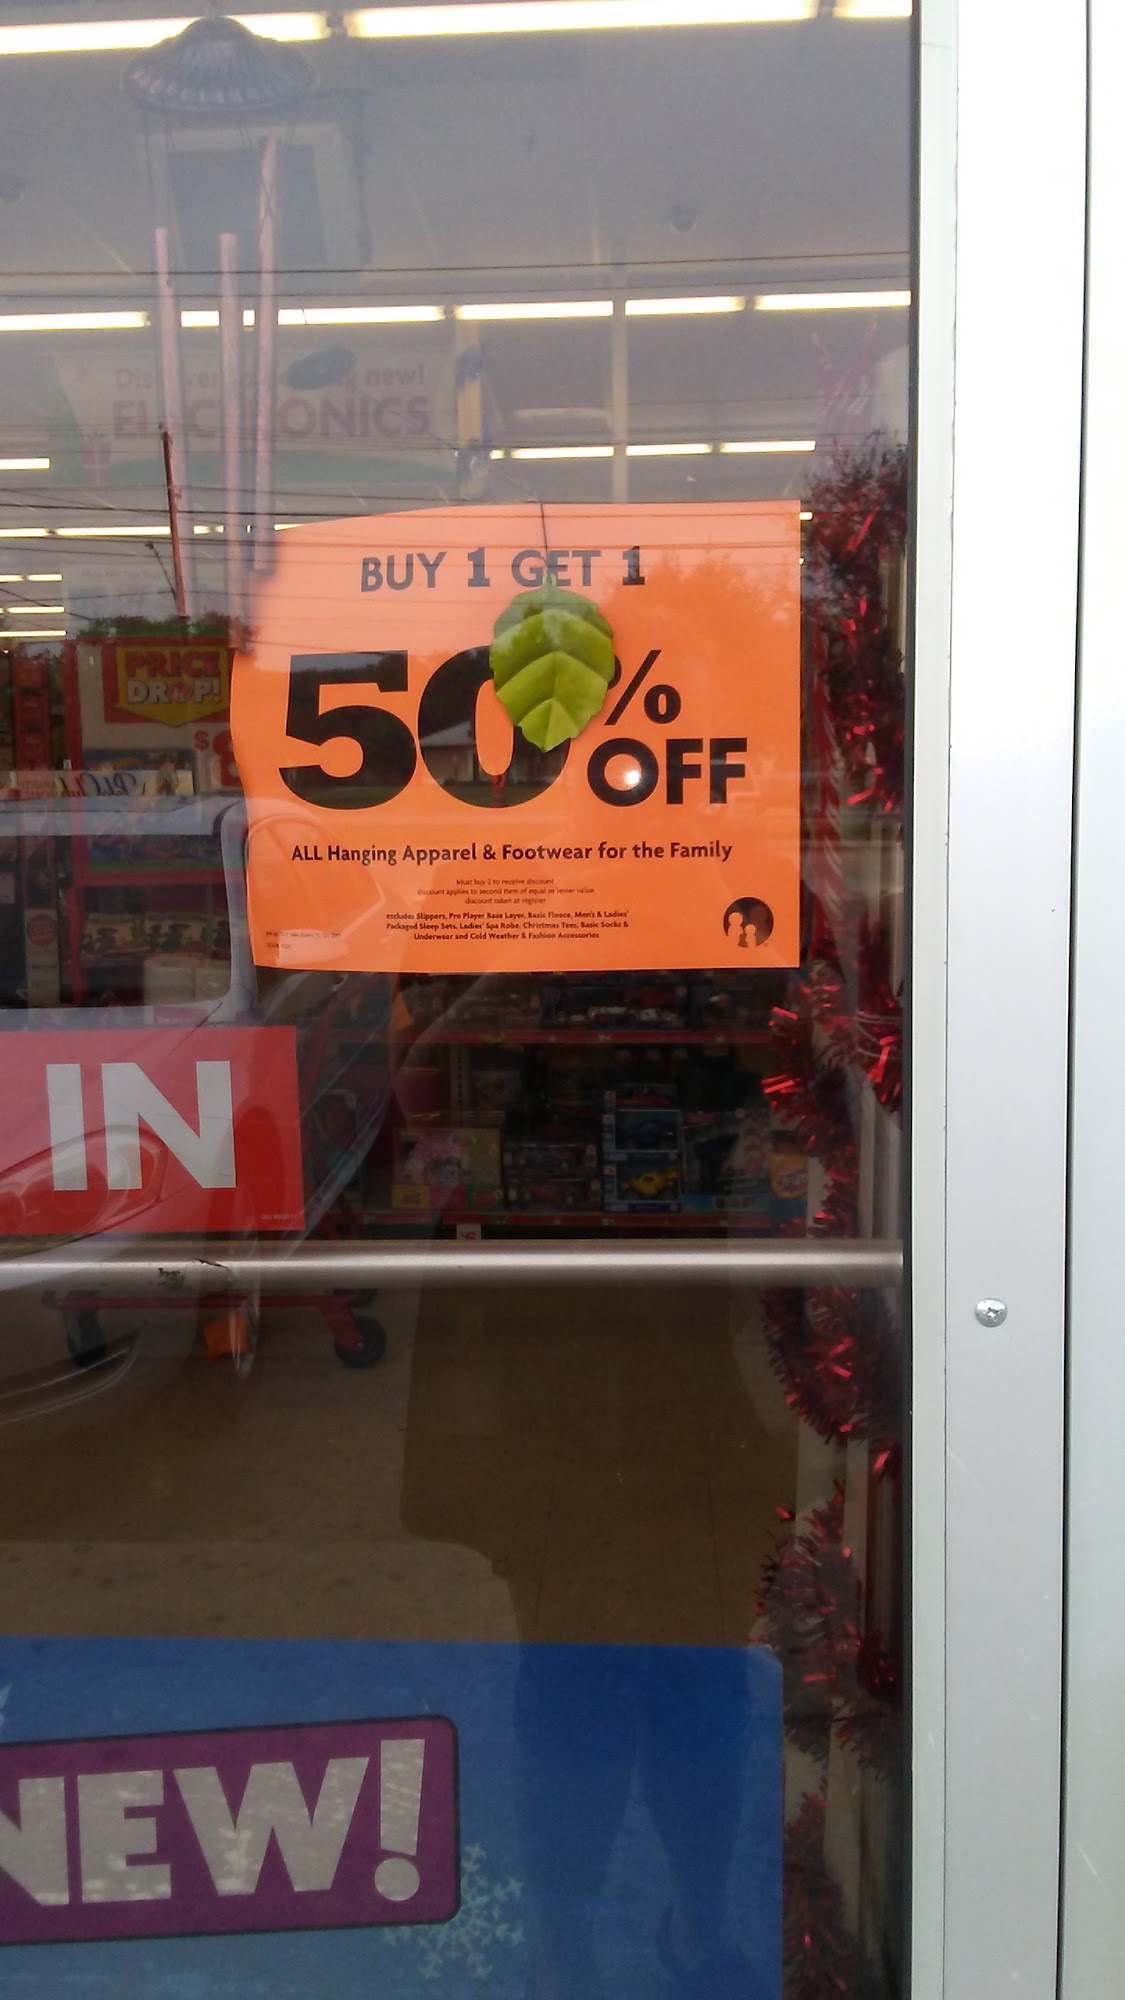 new!
ELECTRONICS
BUY 1 GET 1
50% OFF
PRICE
DROP!
$
ALL Hanging Apparel & Footwear for the Family
Must buy 2 to receive discount
discount applies to second item of equal or lesser value
discount taken at register
excludes Slippers, Pro Player Base Layer, Basic Fleece, Men's & Ladies'
Packaged Sleep Sets, Ladies' Spa Robe, Christmas Tees, Basic Socks &
Underwear and Cold Weather & Fashion Accessories
IN
NEW!